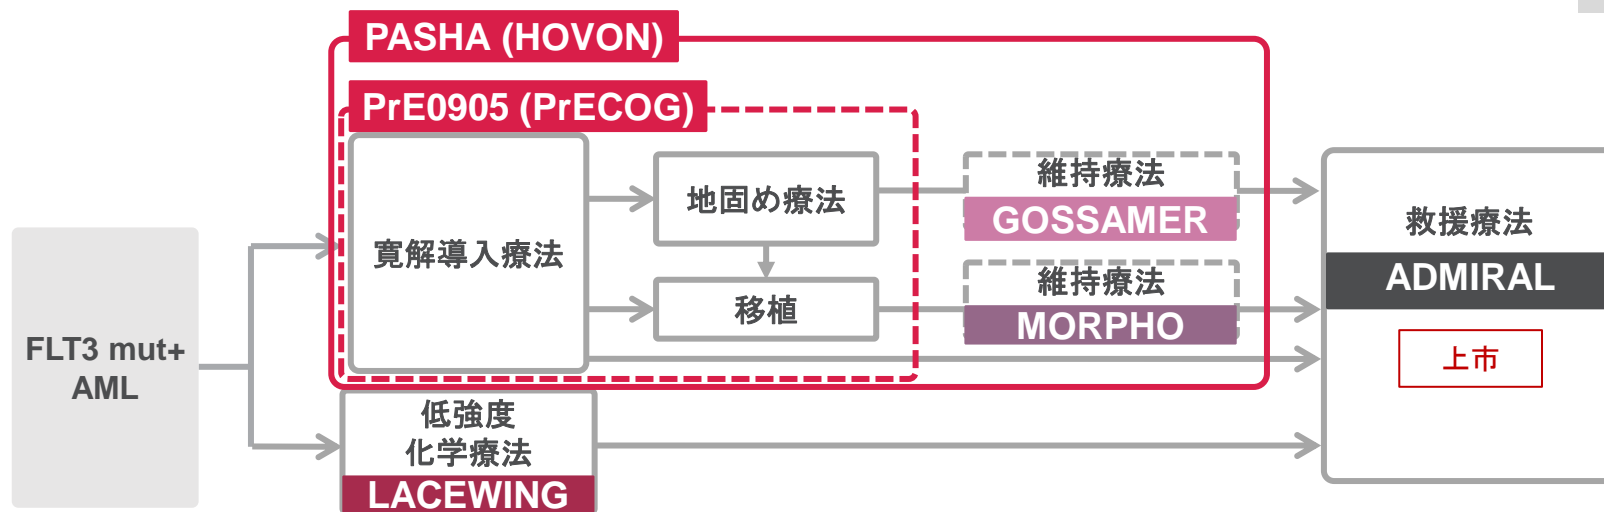 PASHA (HOVON)
PrE0905 (PrECOG)
FLT3 mut+
AML
寛解導入療法
地固め療法
移植
維持療法
GOSSAMER
維持療法
MORPHO
低強度
化学療法
LACEWING
救援療法
ADMIRAL
上市